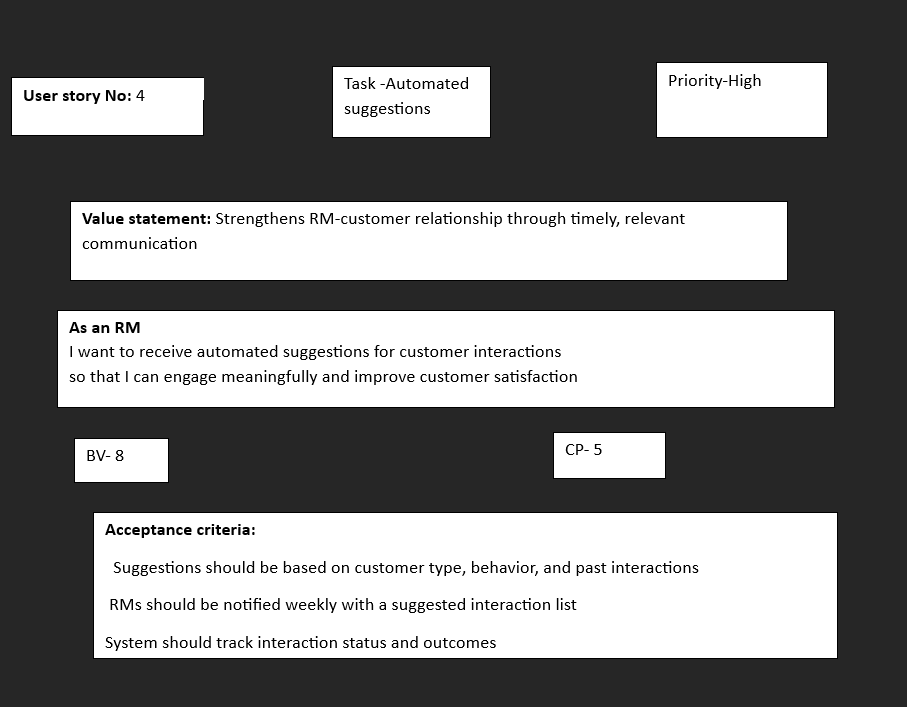 User story No: 4
Task -Automated
suggestions
Priority-High
Value statement: Strengthens RM-customer relationship through timely, relevant
communication
As an RM
I want to receive automated suggestions for customer interactions
so that I can engage meaningfully and improve customer satisfaction
BV- 8
CP- 5
Acceptance criteria:
Suggestions should be based on customer type, behavior, and past interactions
RMs should be notified weekly with a suggested interaction list
System should track interaction status and outcomes